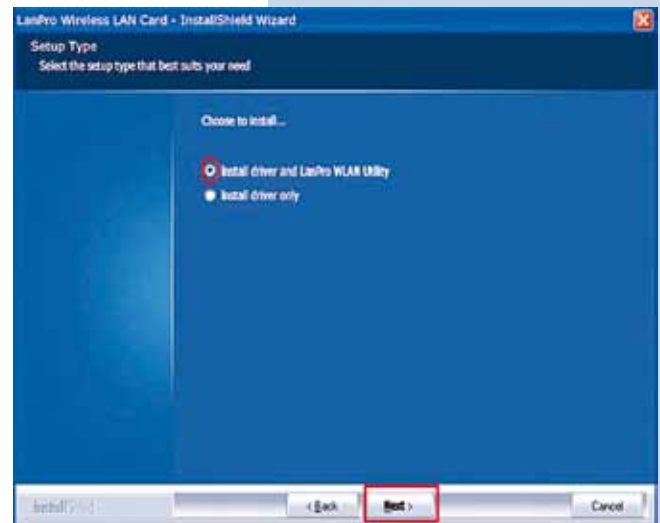 LanPro Wireless LAN Card - InstallShield Wizard
Setup Type
Select the setup type that best suits your need
Choose to install...
Install driver and LanPro WLAN Utility
Install driver only
InstallShield
< Back
Next >
Cancel